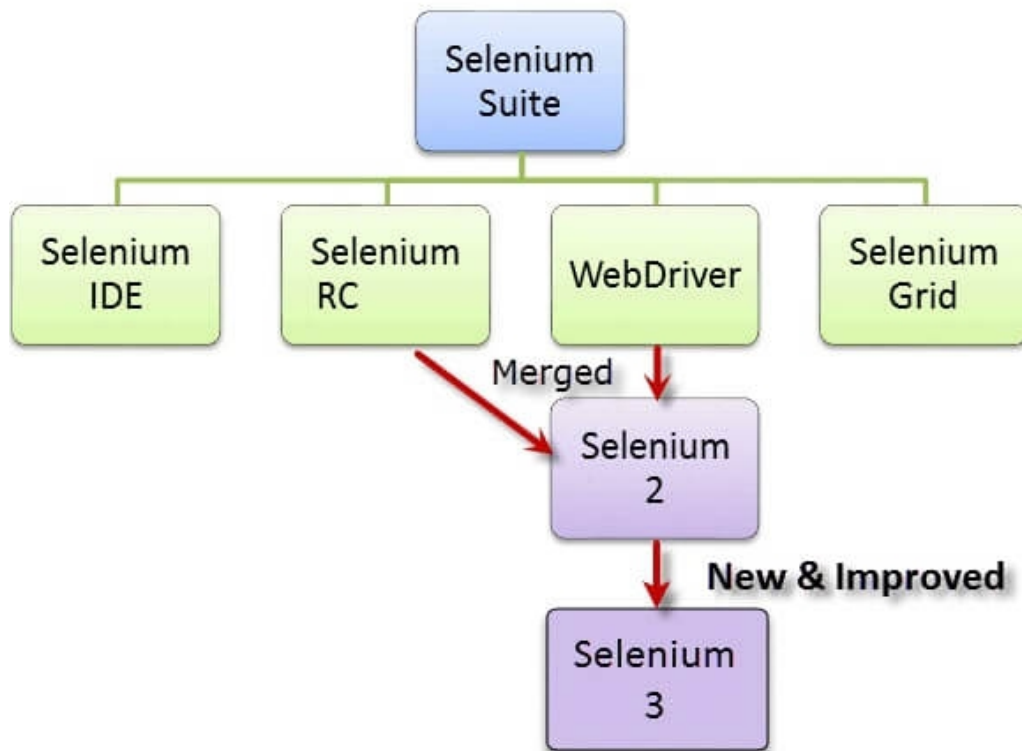 Selenium
Suite
Selenium
IDE
Selenium
RC
WebDriver
Selenium
Grid
Merged
Selenium
2
New & Improved
Selenium
3